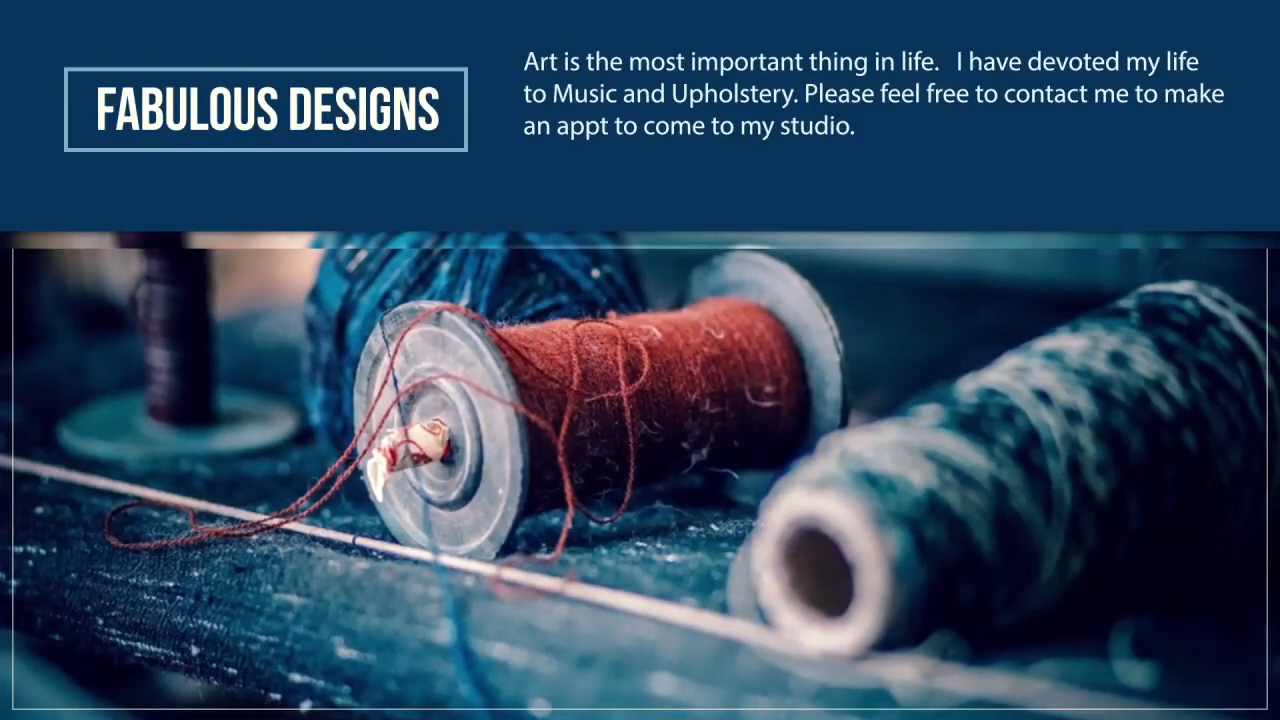 FABULOUS DESIGNS
Art is the most important thing in life.   I have devoted my life
to Music and Upholstery. Please feel free to contact me to make
an appt to come to my studio.